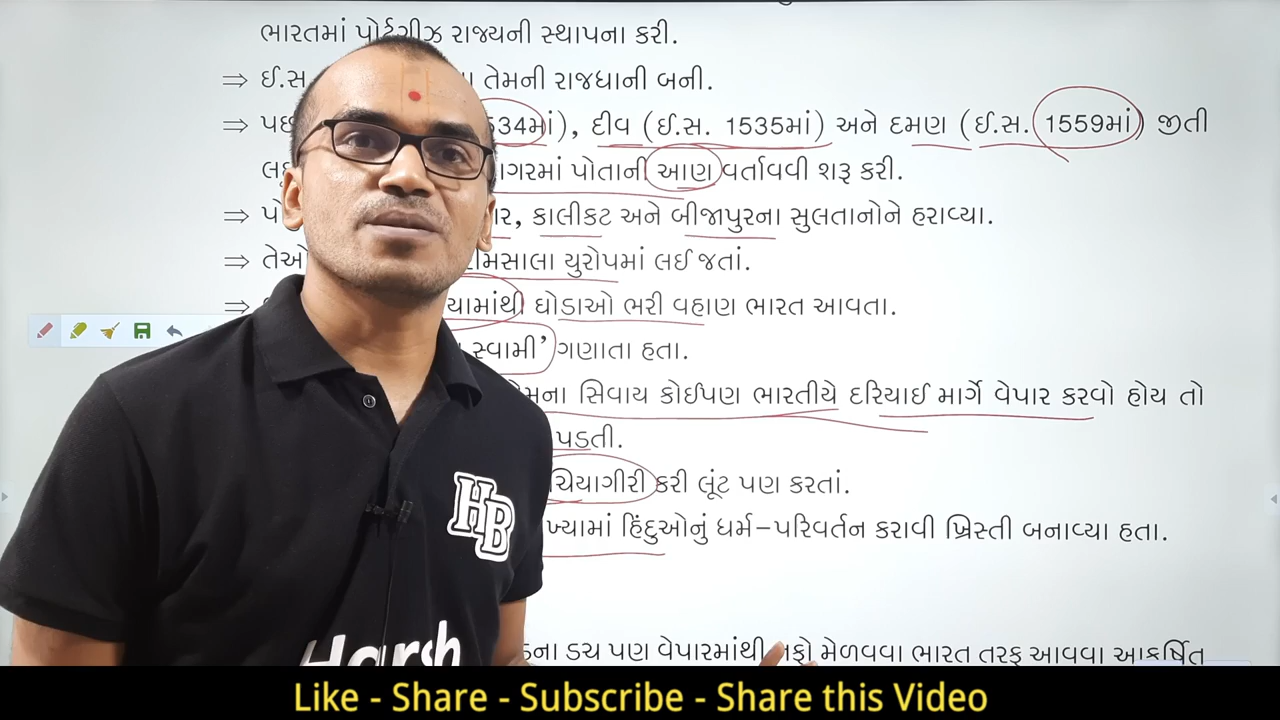 ભારતમાં પોર્ટુગીઝ રાજ્યની સ્થાપના કરી.
⇒ ઈ.સ. તેમની રાજધાની બની.
⇒ 534માં), દીવ (ઈ.સ. 1535માં) અને દમણ (ઈ.સ. 1559માં) જીતી
પોતાની આણ વર્તાવવી શરૂ કરી.
⇒ કાલીકટ અને બીજાપુરના સુલતાનોને હરાવ્યા.
⇒ યુરોપમાં લઈ જતાં.
⇒ ઘોડાઓ ભરી વહાણ ભારત આવતા.
સ્વામી’ ગણાતા હતા.
સિવાય કોઈપણ ભારતીયે દરિયાઈ માર્ગે વેપાર કરવો હોય તો
પડતી.
કરી લૂંટ પણ કરતાં.
હિંદુઓનું ધર્મ–પરિવર્તન કરાવી ખ્રિસ્તી બનાવ્યા હતા.
ડચ પણ વેપારમાંથી નફો મેળવવા ભારત તરફ આવવા આકર્ષિત
HB
Harsh
Like - Share - Subscribe - Share this Video